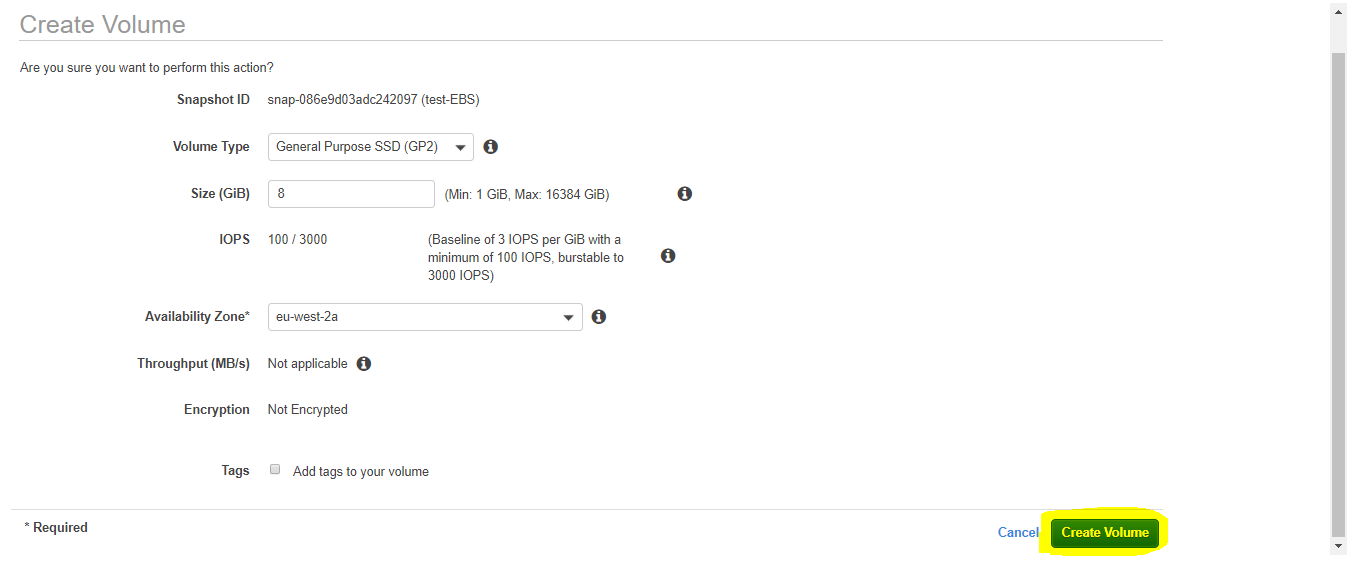 Create Volume
Are you sure you want to perform this action?
Snapshot ID snap-086e9d03adc242097 (test-EBS)
Volume Type General Purpose SSD (GP2)
Size (GiB) 8 (Min: 1 GiB, Max: 16384 GiB)
IOPS 100 / 3000 (Baseline of 3 IOPS per GiB with a
minimum of 100 IOPS, burstable to
3000 IOPS)
Availability Zone* eu-west-2a
Throughput (MB/s) Not applicable
Encryption Not Encrypted
Tags Add tags to your volume
* Required
Cancel Create Volume